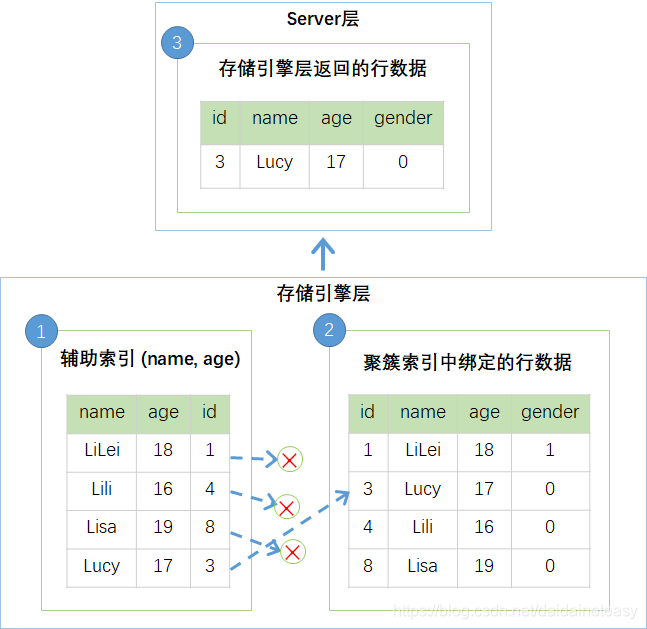 Server层
3
存储引擎层返回的行数据
id name age gender
3 Lucy 17 0
存储引擎层
1
辅助索引 (name, age)
name age id
LiLei 18 1
Lili 16 4
Lisa 19 8
Lucy 17 3
2
聚簇索引中绑定的行数据
id name age gender
1 LiLei 18 1
3 Lucy 17 0
4 Lili 16 0
8 Lisa 19 0
https://blog.csdn.net/daidaineteasy